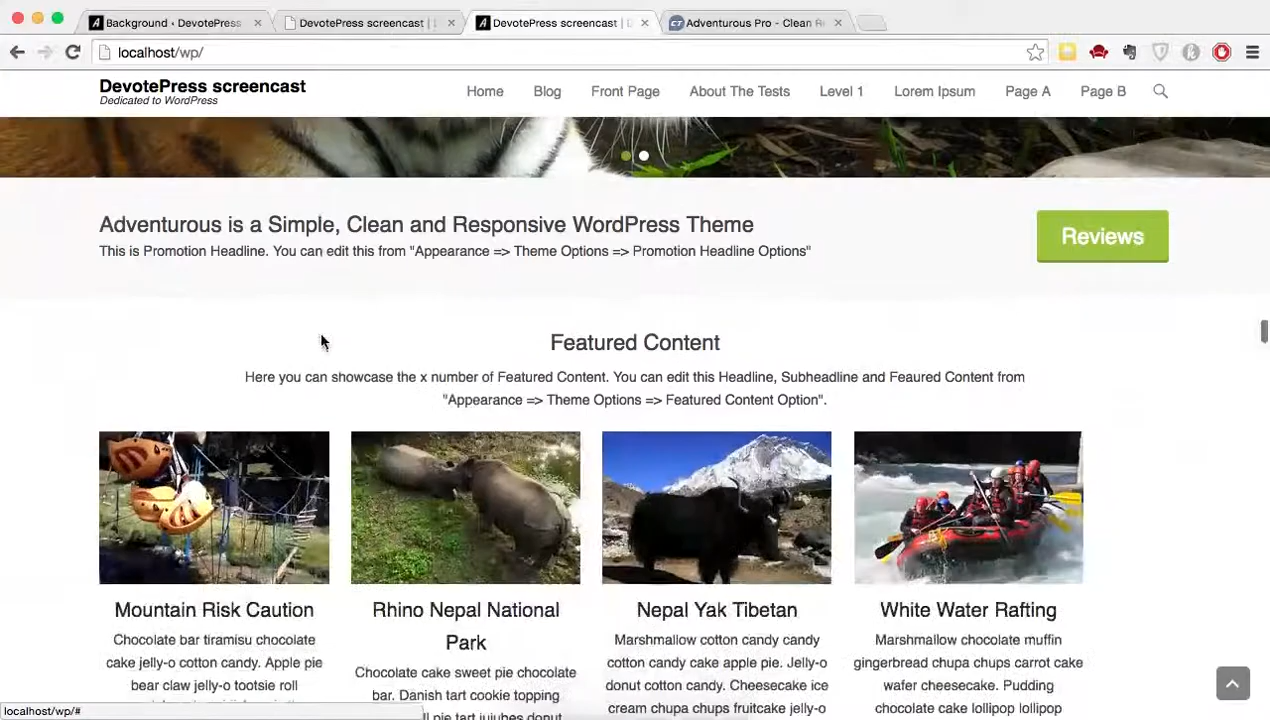 Background ‹ DevotePress
DevotePress screencast |
DevotePress screencast |
Adventurous Pro - Clean R
localhost/wp/
DevotePress screencast
Dedicated to WordPress
Home Blog Front Page About The Tests Level 1 Lorem Ipsum Page A Page B
Adventurous is a Simple, Clean and Responsive WordPress Theme
This is Promotion Headline. You can edit this from "Appearance => Theme Options => Promotion Headline Options"
Reviews
Featured Content
Here you can showcase the x number of Featured Content. You can edit this Headline, Subheadline and Feaured Content from
"Appearance => Theme Options => Featured Content Option".
Mountain Risk Caution
Chocolate bar tiramisu chocolate
cake jelly-o cotton candy. Apple pie
bear claw jelly-o tootsie roll
Rhino Nepal National
Park
Chocolate cake sweet pie chocolate
bar. Danish tart cookie topping
pie tart jujubes donut
Nepal Yak Tibetan
Marshmallow cotton candy candy
cotton candy cake apple pie. Jelly-o
donut cotton candy. Cheesecake ice
cream chupa chups fruitcake jelly-o
White Water Rafting
Marshmallow chocolate muffin
gingerbread chupa chups carrot cake
wafer cheesecake. Pudding
chocolate cake lollipop lollipop
localhost/wp/#